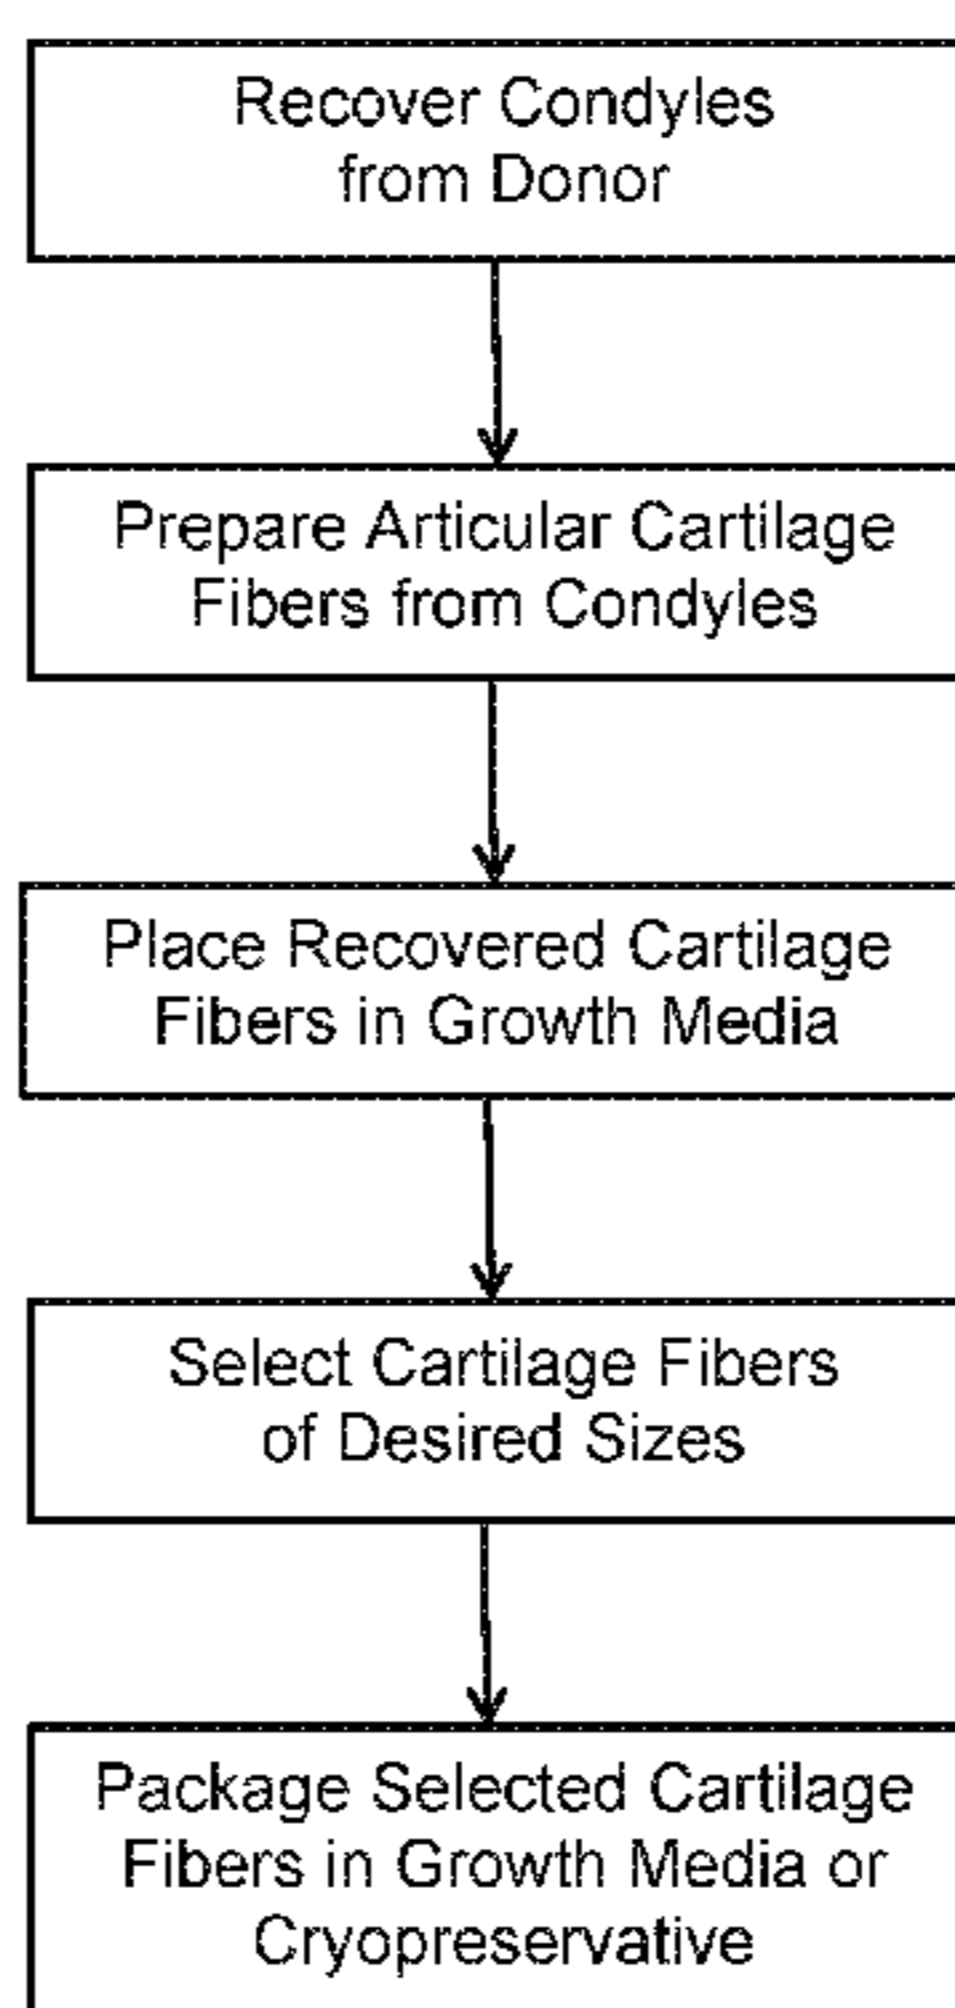 Recover Condyles
from Donor
Prepare Articular Cartilage
Fibers from Condyles
Place Recovered Cartilage
Fibers in Growth Media
Select Cartilage Fibers
of Desired Sizes
Package Selected Cartilage
Fibers in Growth Media or
Cryopreservative